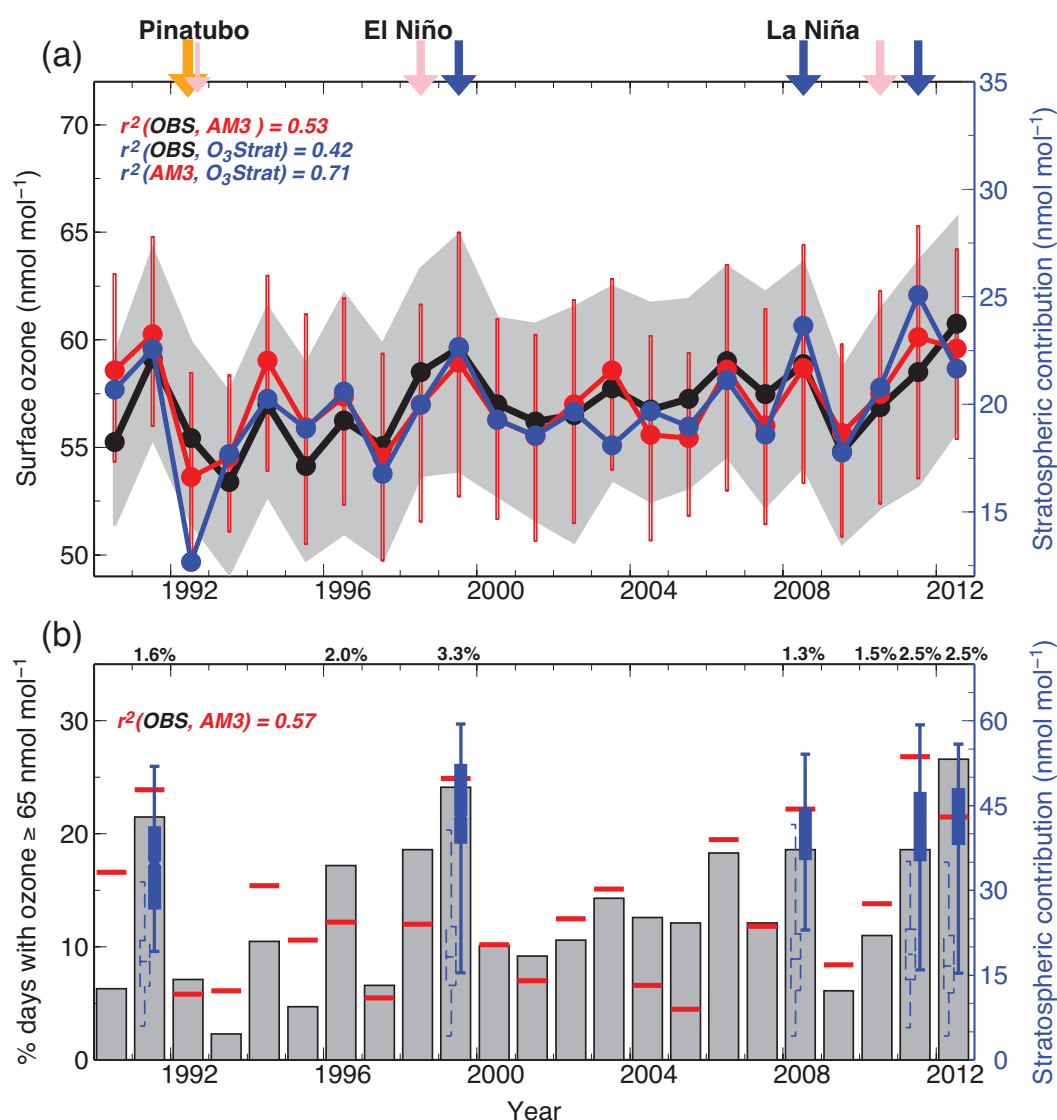 Pinatubo El Niño La Niña
(a)
r²(OBS, AM3 ) = 0.53
r²(OBS, O₃Strat) = 0.42
r²(AM3, O₃Strat) = 0.71
Surface ozone (nmol mol⁻¹)
70
65
60
55
50
Stratospheric contribution (nmol mol⁻¹)
35
30
25
20
15
1992 1996 2000 2004 2008 2012
(b)
1.6% 2.0% 3.3% 1.3% 1.5% 2.5% 2.5%
r²(OBS, AM3) = 0.57
% days with ozone ≥ 65 nmol mol⁻¹
30
20
10
0
Stratospheric contribution (nmol mol⁻¹)
60
45
30
15
0
1992 1996 2000 2004 2008 2012
Year